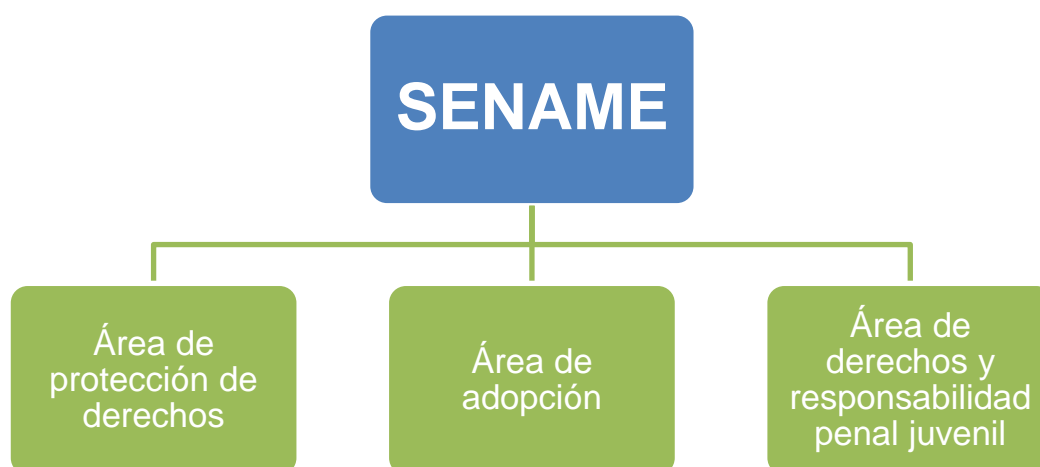 SENAME
Área de
protección de
derechos
Área de
adopción
Área de
derechos y
responsabilidad
penal juvenil